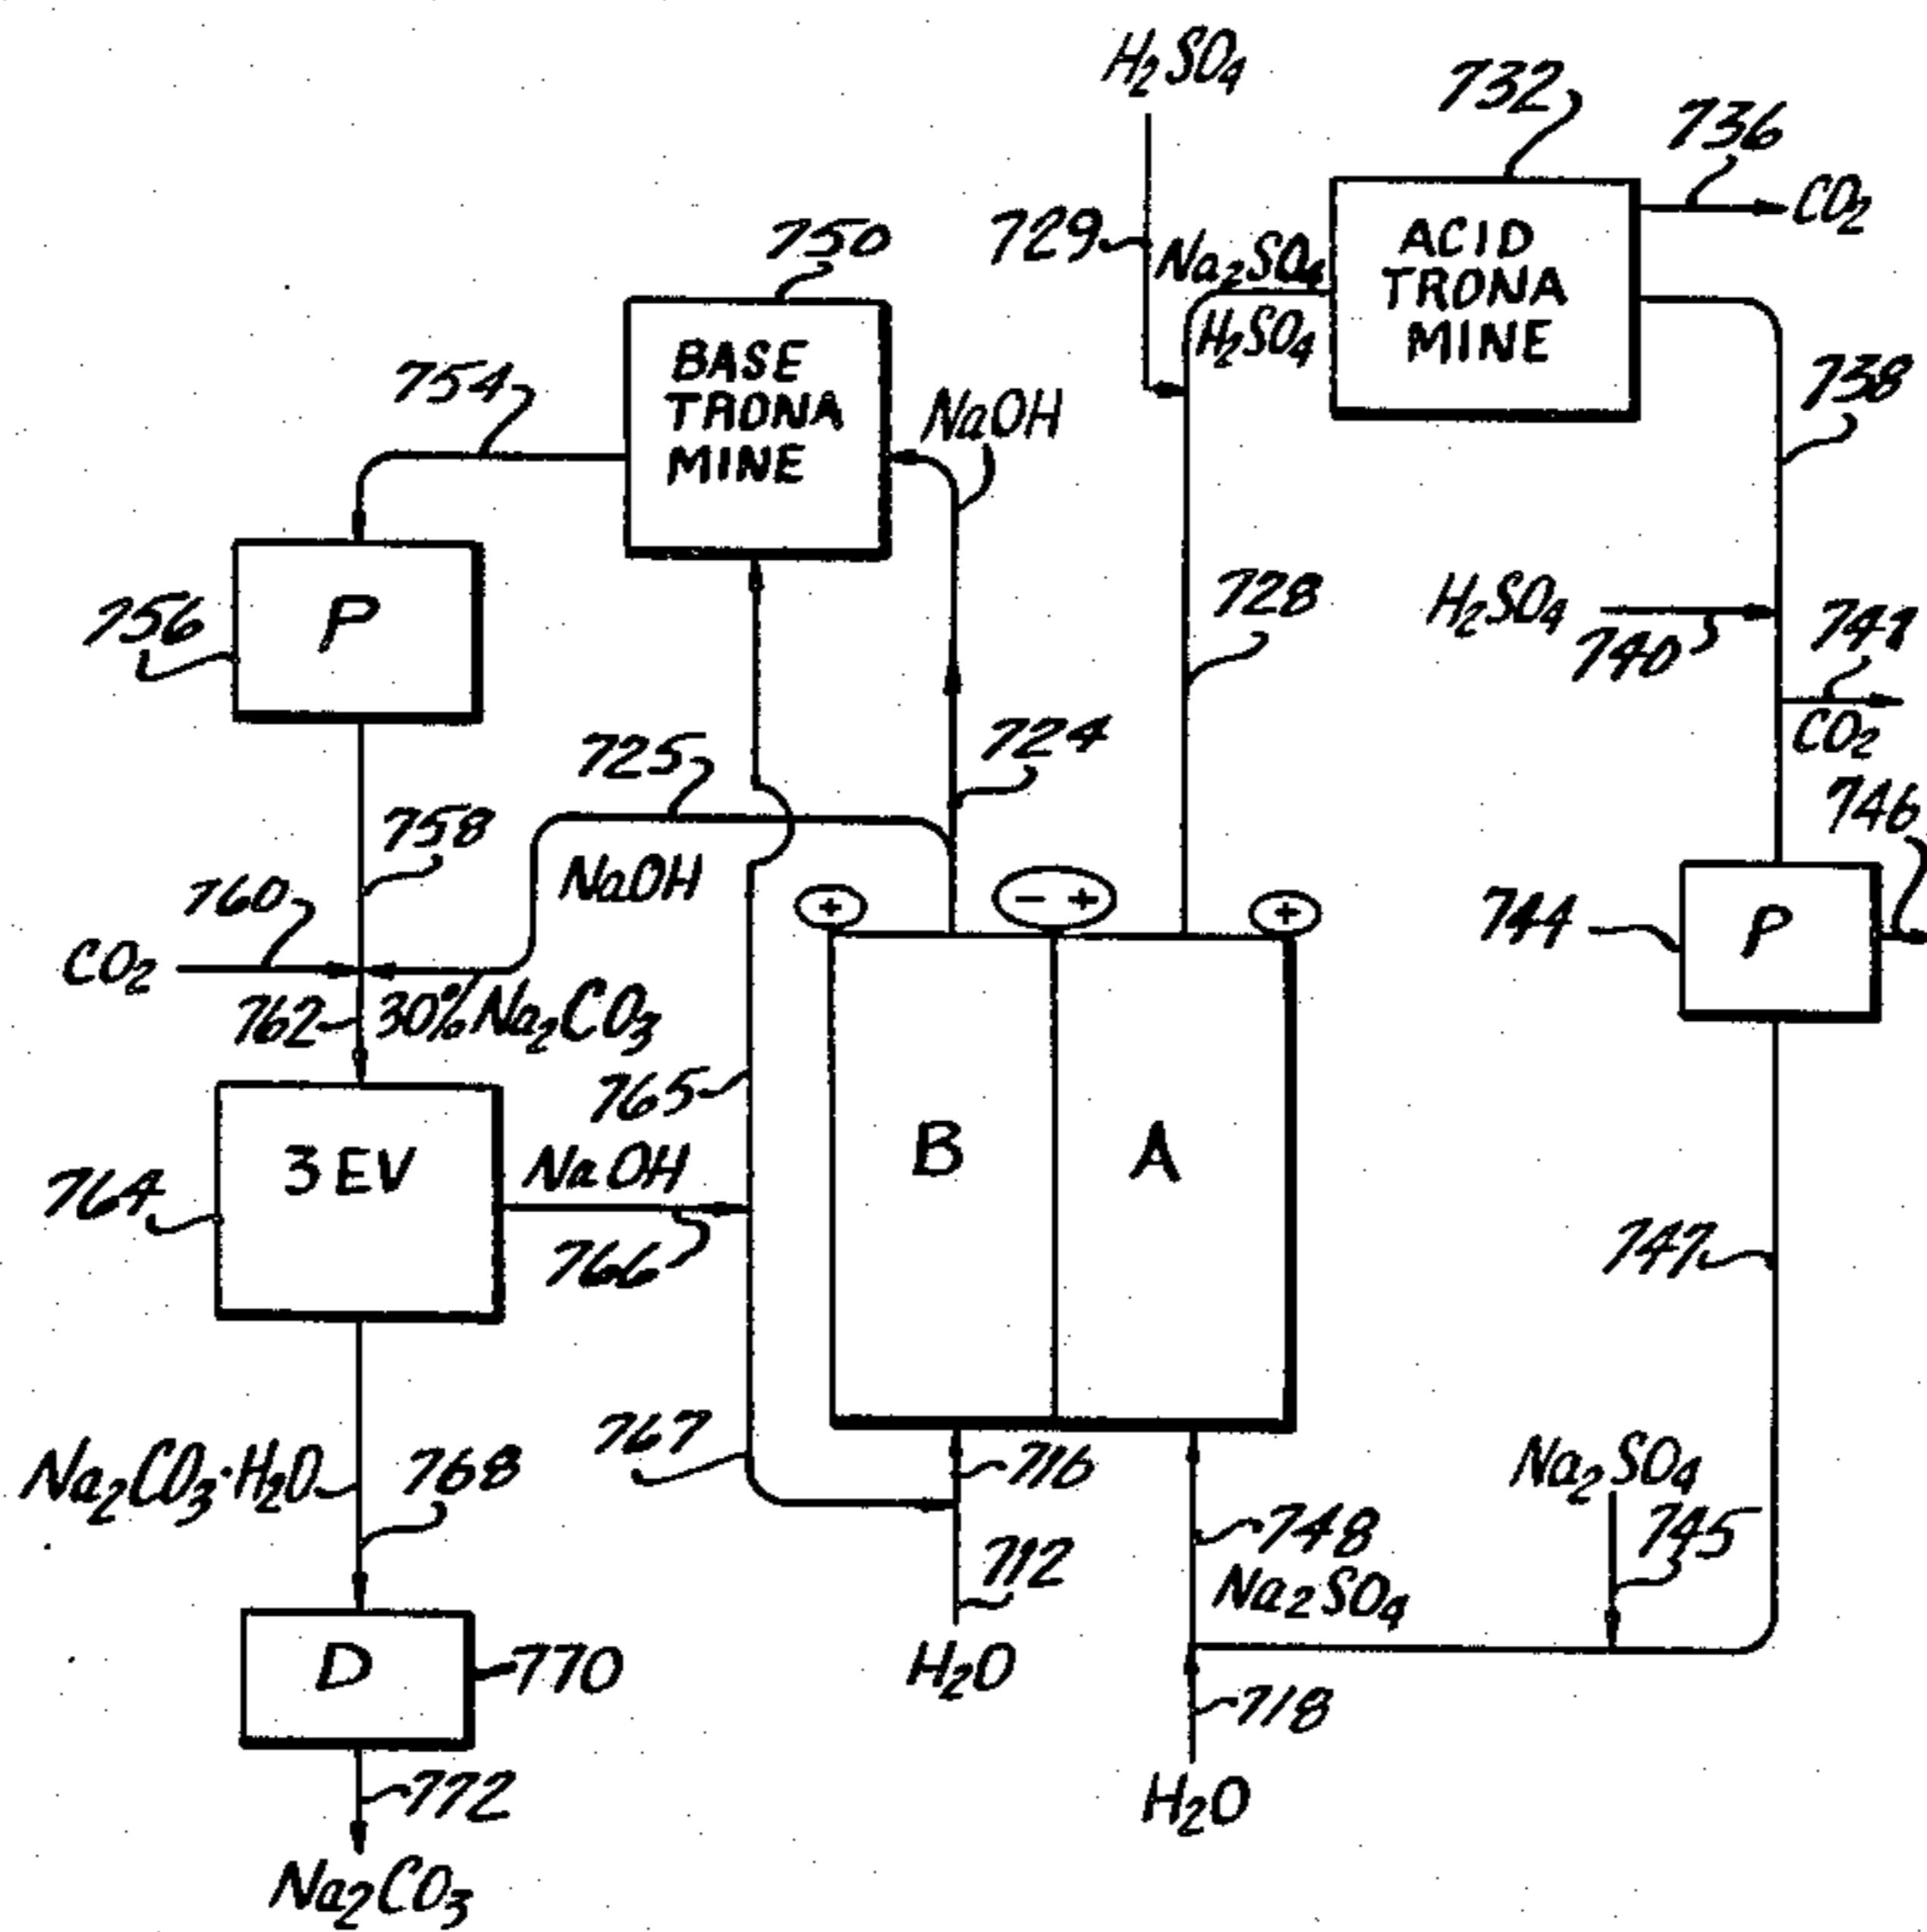 H₂SO₄
732
736
CO₂
729
Na₂SO₄
H₂SO₄
ACID
TRONA
MINE
750
BASE
TRONA
MINE
754
NaOH
738
P
756
728
H₂SO₄
740
741
CO₂
725
724
758
NaOH
746
760
CO₂
+
- +
+
744
P
762
30% Na₂CO₃
765
B
A
3EV
764
NaOH
766
747
767
716
Na₂CO₃·H₂O
768
712
H₂O
748
Na₂SO₄
Na₂SO₄
745
D
770
718
H₂O
772
Na₂CO₃